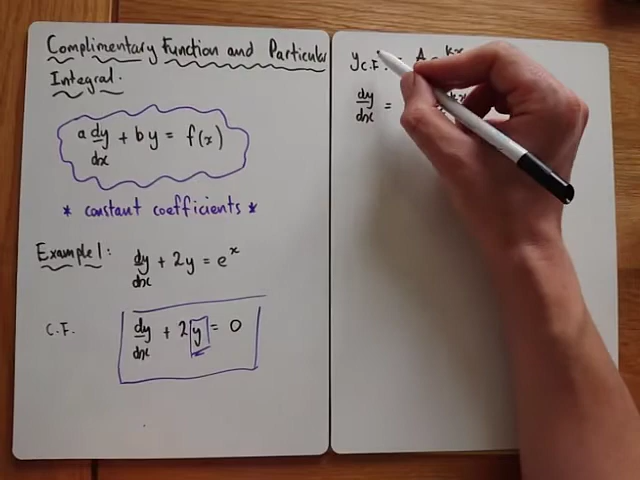 Complimentary Function and Particular
Integral.
a dy/dx + by = f(x)
* constant coefficients *
Example 1: dy/dx + 2y = e^x
C.F. dy/dx + 2y = 0
y C.F.
dy/dx =